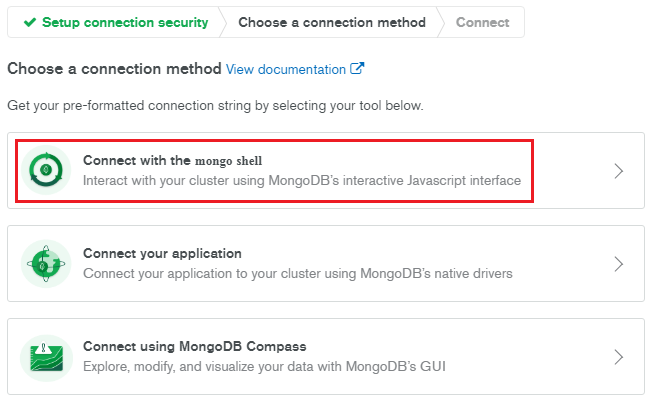 Setup connection security
Choose a connection method
Connect
Choose a connection method View documentation
Get your pre-formatted connection string by selecting your tool below.
Connect with the mongo shell
Interact with your cluster using MongoDB's interactive Javascript interface
Connect your application
Connect your application to your cluster using MongoDB's native drivers
Connect using MongoDB Compass
Explore, modify, and visualize your data with MongoDB's GUI